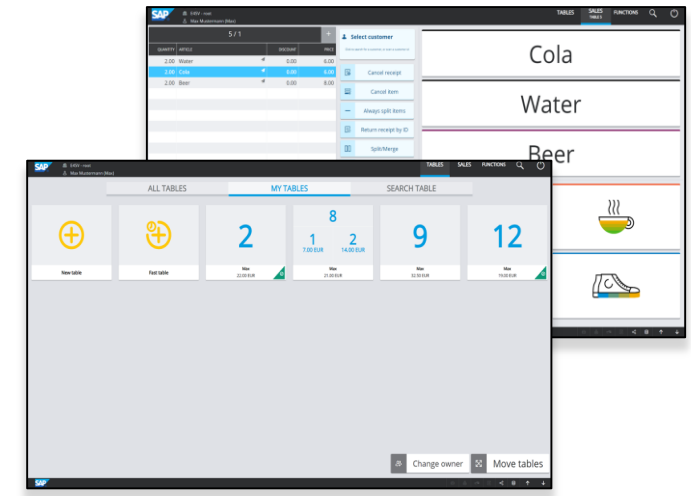 SAP
Max Mustermann (Max)
TABLES SALES FUNCTIONS
TABLE 5
5 / 1 +
QUANTITY ARTICLE DISCOUNT PRICE
2.00 Water 0.00 6.00
2.00 Cola 0.00 6.00
2.00 Beer 0.00 8.00
Select customer
Cancel receipt
Cancel item
Always split items
Return receipt by ID
Split/Merge
Cola
Water
Beer
SAP
Max Mustermann (Max)
TABLES SALES FUNCTIONS
ALL TABLES MY TABLES SEARCH TABLE
New table
Fast table
2
Max
22.00 EUR
8
1 2
7.00 EUR 14.00 EUR
Max
21.00 EUR
9
Max
32.50 EUR
12
Max
19.00 EUR
Change owner
Move tables
SAP